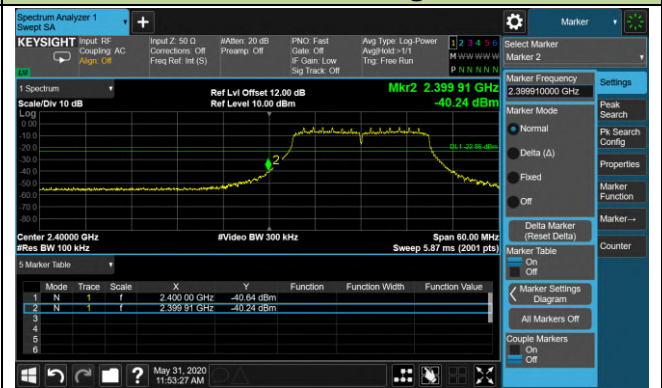 Spectrum Analyzer 1
Swept SA
+
Marker
KEYSIGHT
Input: RF
Coupling: AC
Align: Off
Input Z: 50 Ω
Corrections: Off
Freq Ref: Int (S)
#Atten: 20 dB
Preamp: Off
PNO: Fast
Gate: Off
IF Gain: Low
Sig Track: Off
Avg Type: Log-Power
Avg|Hold:>1/1
Trig: Free Run
1 2 3 4 5 6
M W W W W W
P N N N N N
LW
Select Marker
Marker 2
1 Spectrum
Ref Lvl Offset 12.00 dB
Mkr2 2.399 91 GHz
Scale/Div 10 dB
Ref Level 10.00 dBm
-40.24 dBm
Log
0.00
-10.0
-20.0
-30.0
-40.0
-50.0
-60.0
-70.0
-80.0
DL1 -22.86 dBm
2
Center 2.40000 GHz
#Video BW 300 kHz
Span 60.00 MHz
#Res BW 100 kHz
Sweep 5.87 ms (2001 pts)
5 Marker Table
Mode Trace Scale X Y Function Function Width Function Value
1 N 1 f 2.400 00 GHz -40.64 dBm
2 N 1 f 2.399 91 GHz -40.24 dBm
3
4
5
6
Marker Frequency
2.399910000 GHz
Marker Mode
Normal
Delta (Δ)
Fixed
Off
Delta Marker
(Reset Delta)
Marker Table
On
Off
Marker Settings
Diagram
All Markers Off
Couple Markers
On
Off
Settings
Peak
Search
Pk Search
Config
Properties
Marker
Function
Marker→
Counter
?
May 31, 2020
11:53:27 AM